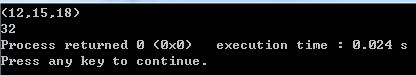 (12,15,18)
32
Process returned 0 (0x0)   execution time : 0.024 s
Press any key to continue.